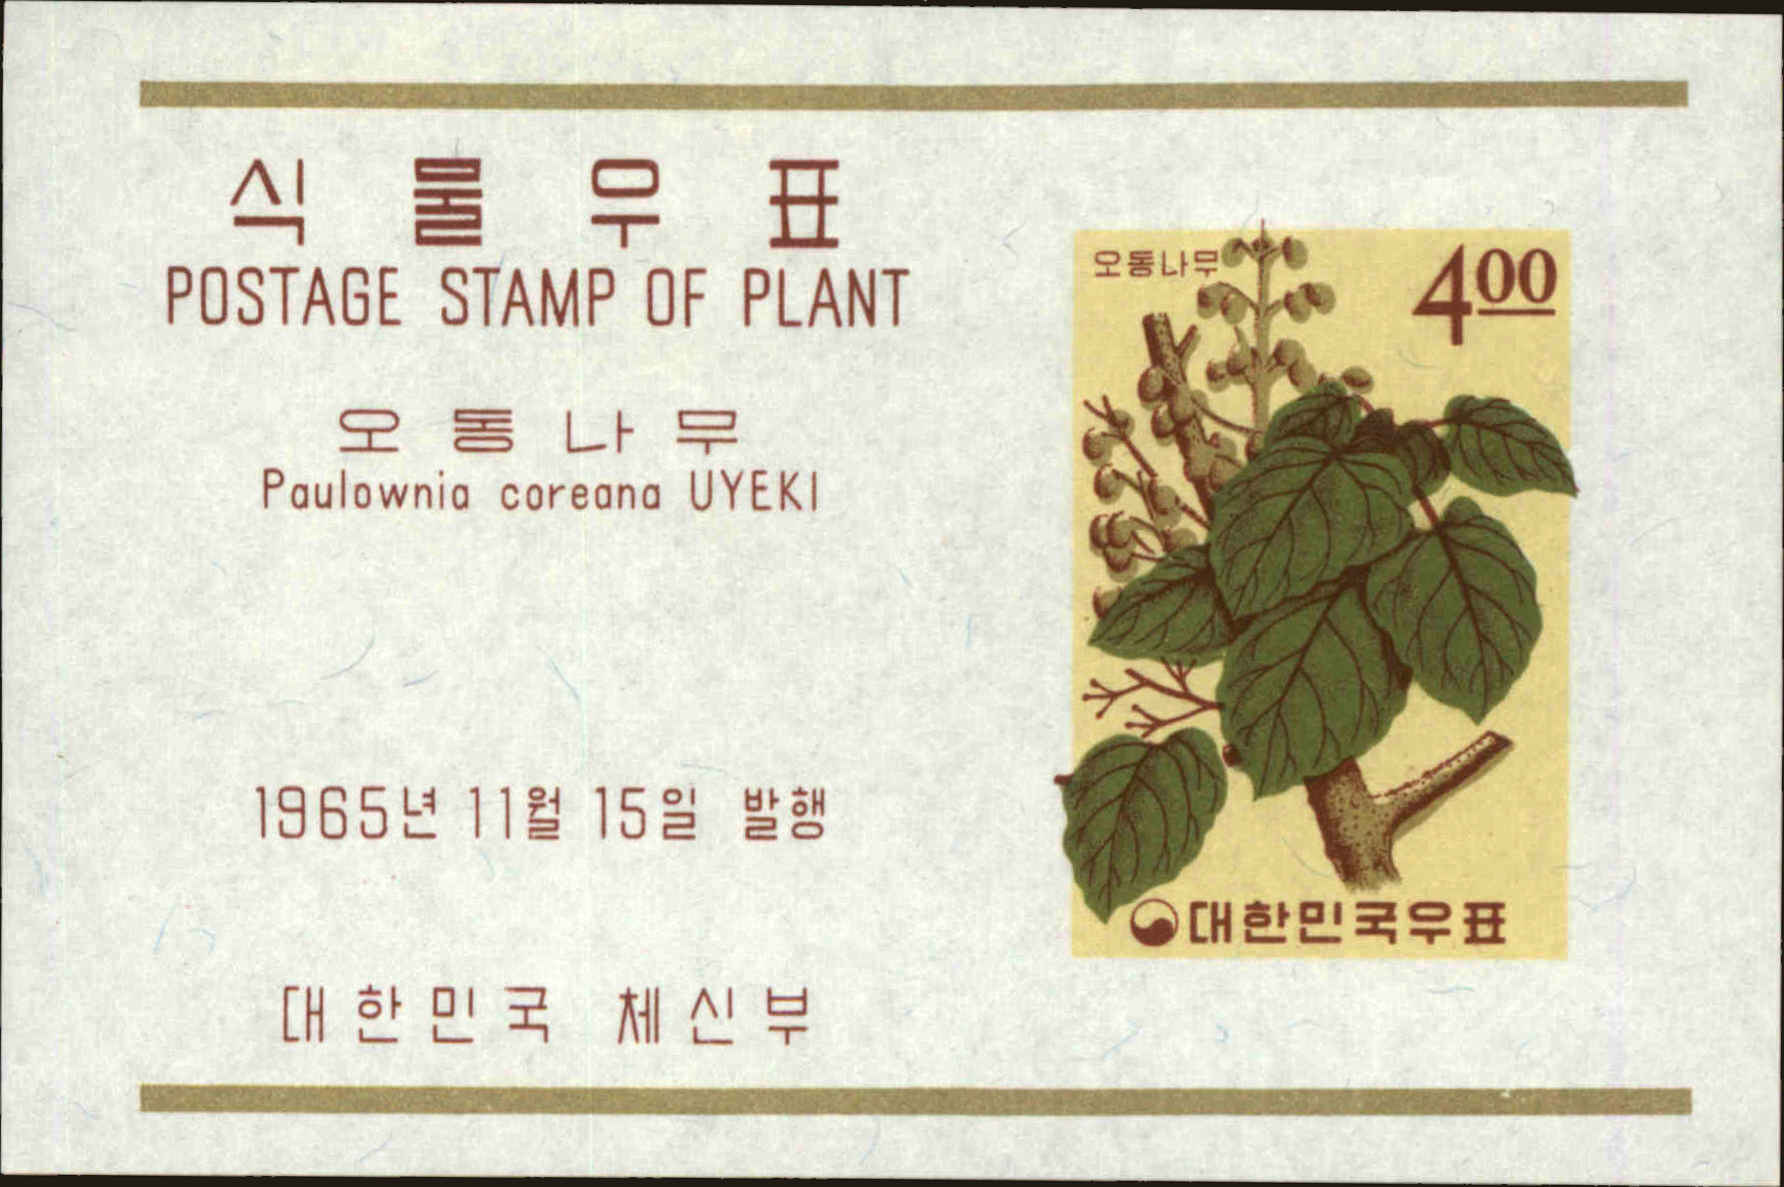 식물우표
POSTAGE STAMP OF PLANT
오동나무
Paulownia coreana UYEKI
1965년 11월 15일 발행
대한민국 체신부
오동나무
400
대한민국우표